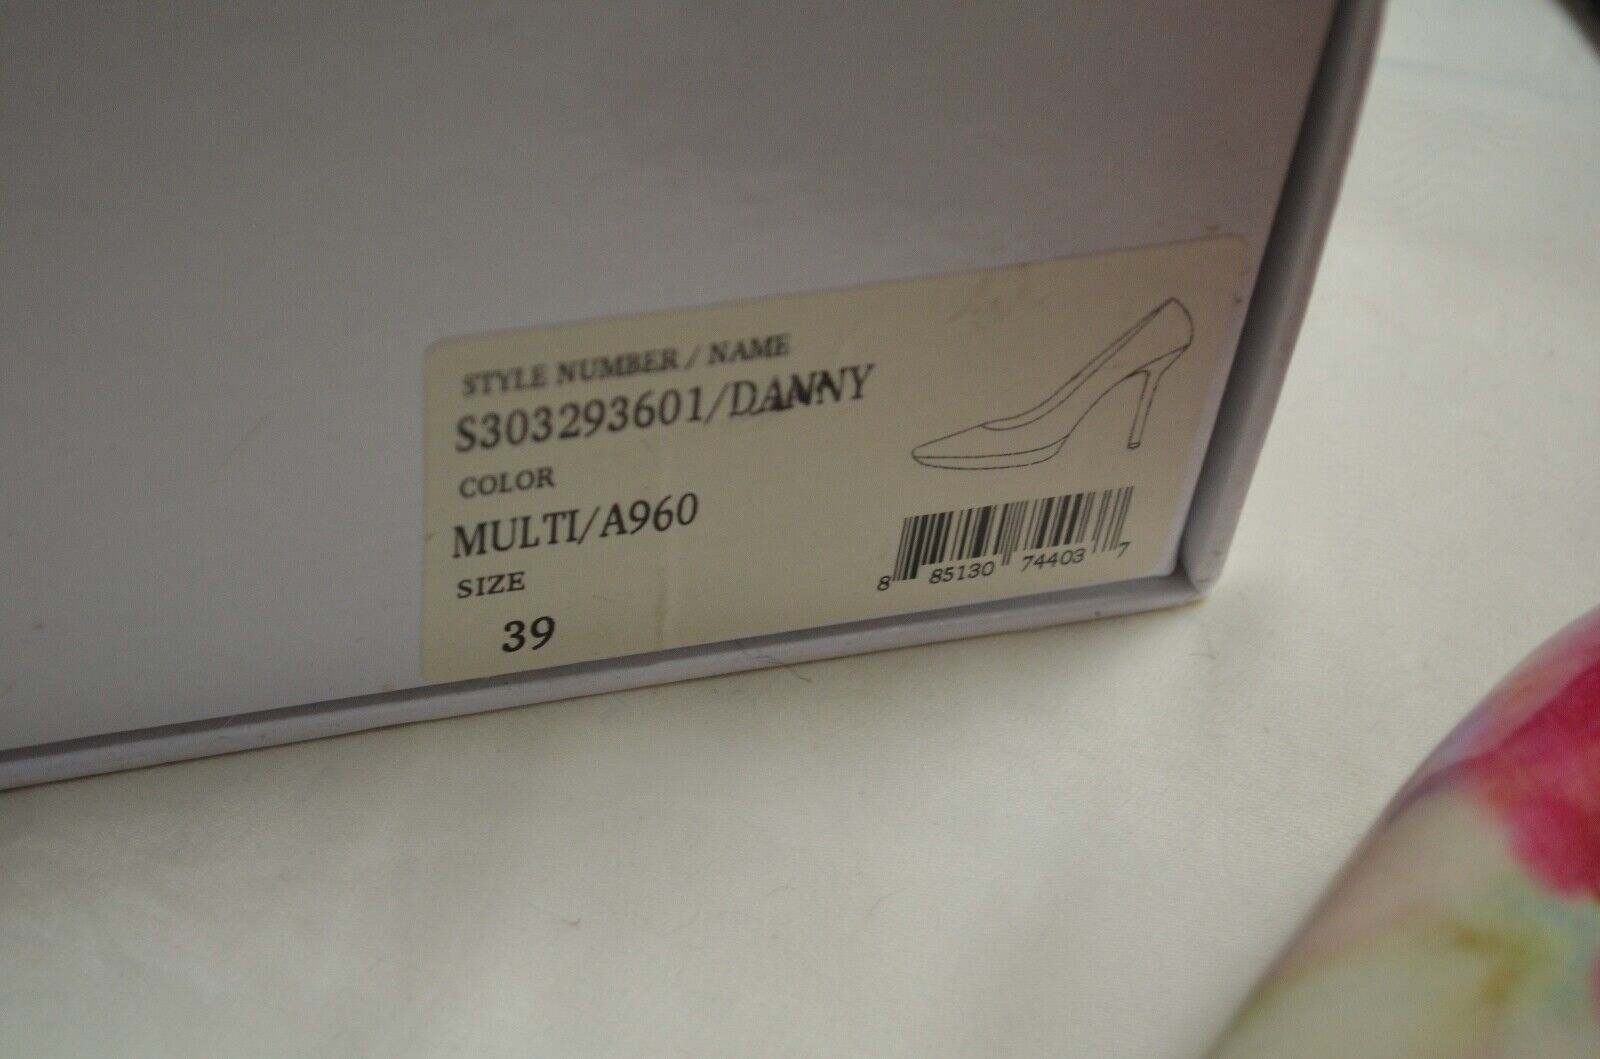 STYLE NUMBER / NAME
S303293601/DANNY
COLOR
MULTI/A960
SIZE
39
8 85130 74403 7